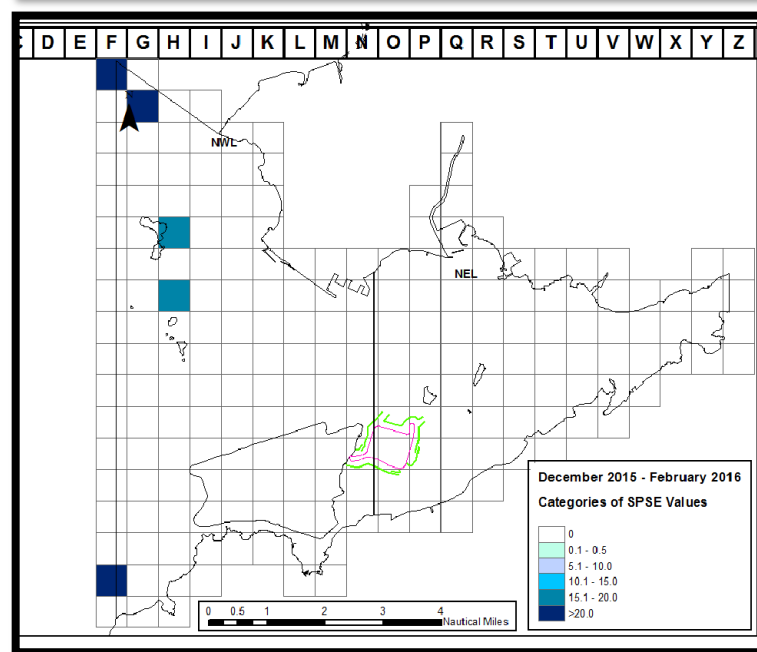 D E F G H I J K L M N O P Q R S T U V W X Y Z
NWL
NEL
December 2015 - February 2016
Categories of SPSE Values
0
0.1 - 0.5
5.1 - 10.0
10.1 - 15.0
15.1 - 20.0
>20.0
0 0.5 1 2 3 4
Nautical Miles